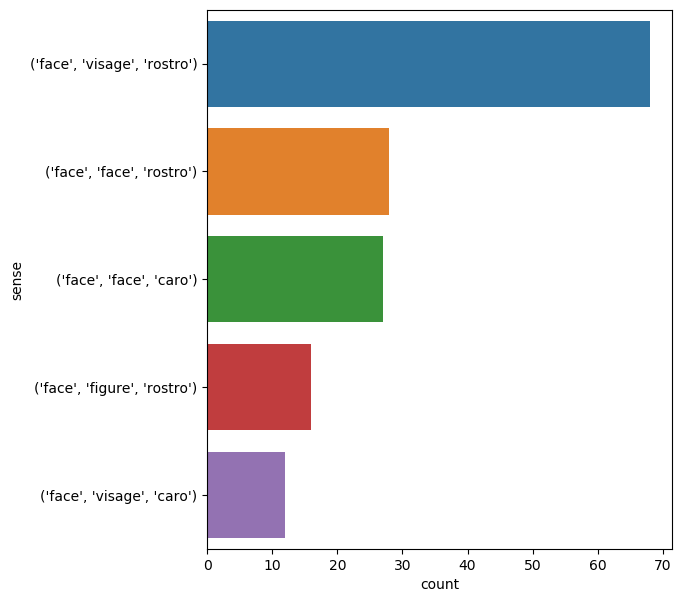 ('face', 'visage', 'rostro')
('face', 'face', 'rostro')
('face', 'face', 'caro')
('face', 'figure', 'rostro')
('face', 'visage', 'caro')
sense
0 10 20 30 40 50 60 70
count